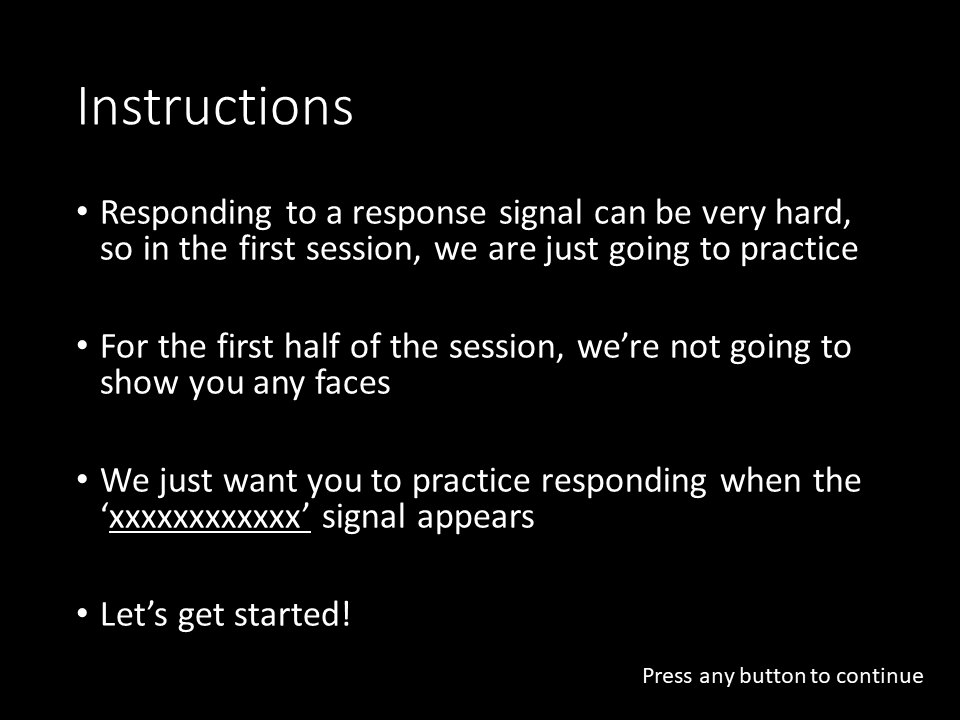 Instructions
• Responding to a response signal can be very hard,
so in the first session, we are just going to practice
• For the first half of the session, we’re not going to
show you any faces
• We just want you to practice responding when the
‘xxxxxxxxxxxx’ signal appears
• Let’s get started!
Press any button to continue